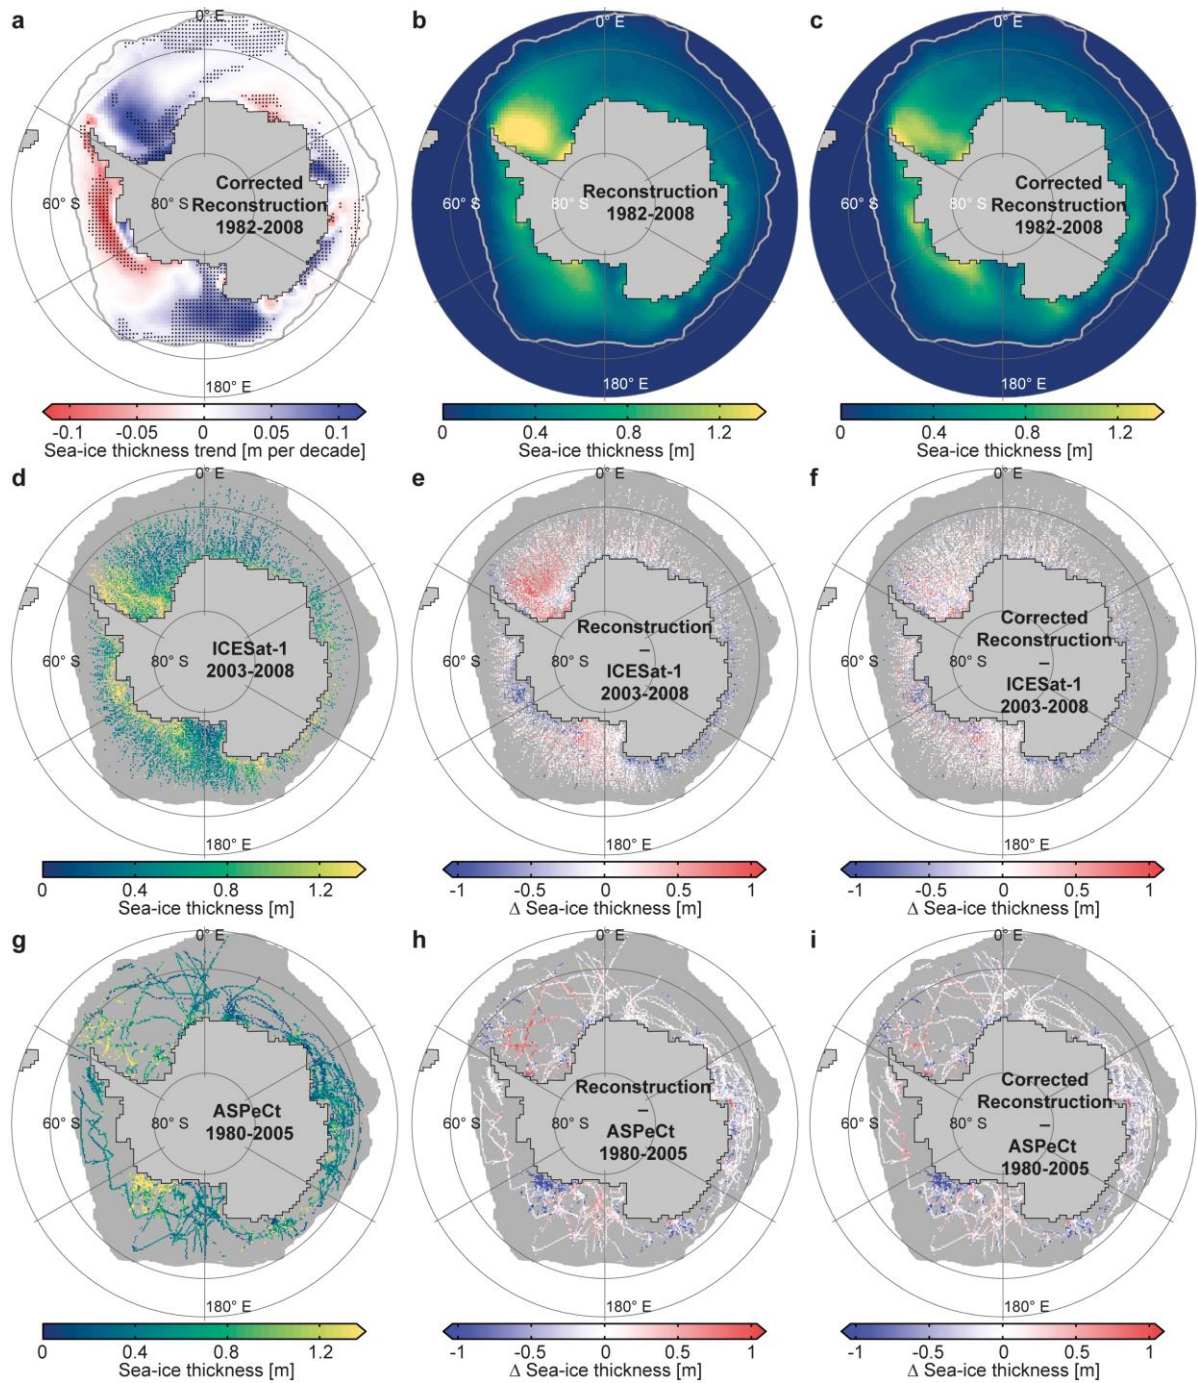 a
0° E
60° S
80° S
Corrected
Reconstruction
1982-2008
180° E
-0.1 -0.05 0 0.05 0.1
Sea-ice thickness trend [m per decade]
b
0° E
60° S
80° S
Reconstruction
1982-2008
180° E
0 0.4 0.8 1.2
Sea-ice thickness [m]
c
0° E
60° S
80° S
Corrected
Reconstruction
1982-2008
180° E
0 0.4 0.8 1.2
Sea-ice thickness [m]
d
0° E
60° S
80° S
ICESat-1
2003-2008
180° E
0 0.4 0.8 1.2
Sea-ice thickness [m]
e
0° E
60° S
80° S
Reconstruction
–
ICESat-1
2003-2008
180° E
-1 -0.5 0 0.5 1
Δ Sea-ice thickness [m]
f
0° E
60° S
80° S
Corrected
Reconstruction
–
ICESat-1
2003-2008
180° E
-1 -0.5 0 0.5 1
Δ Sea-ice thickness [m]
g
0° E
60° S
80° S
ASPeCt
1980-2005
180° E
0 0.4 0.8 1.2
Sea-ice thickness [m]
h
0° E
60° S
80° S
Reconstruction
–
ASPeCt
1980-2005
180° E
-1 -0.5 0 0.5 1
Δ Sea-ice thickness [m]
i
0° E
60° S
80° S
Corrected
Reconstruction
–
ASPeCt
1980-2005
180° E
-1 -0.5 0 0.5 1
Δ Sea-ice thickness [m]